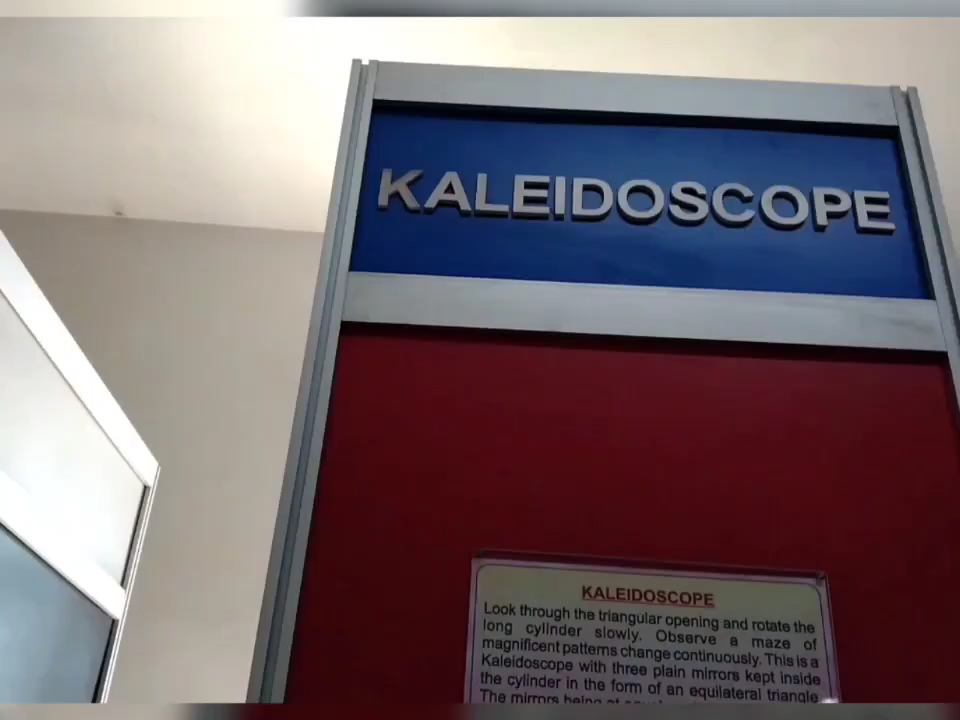 KALEIDOSCOPE
KALEIDOSCOPE
Look through the triangular opening and rotate the
long cylinder slowly. Observe a maze of
magnificent patterns change continuously. This is a
Kaleidoscope with three plain mirrors kept inside
the cylinder in the form of an equilateral triangle
The mirrors being at